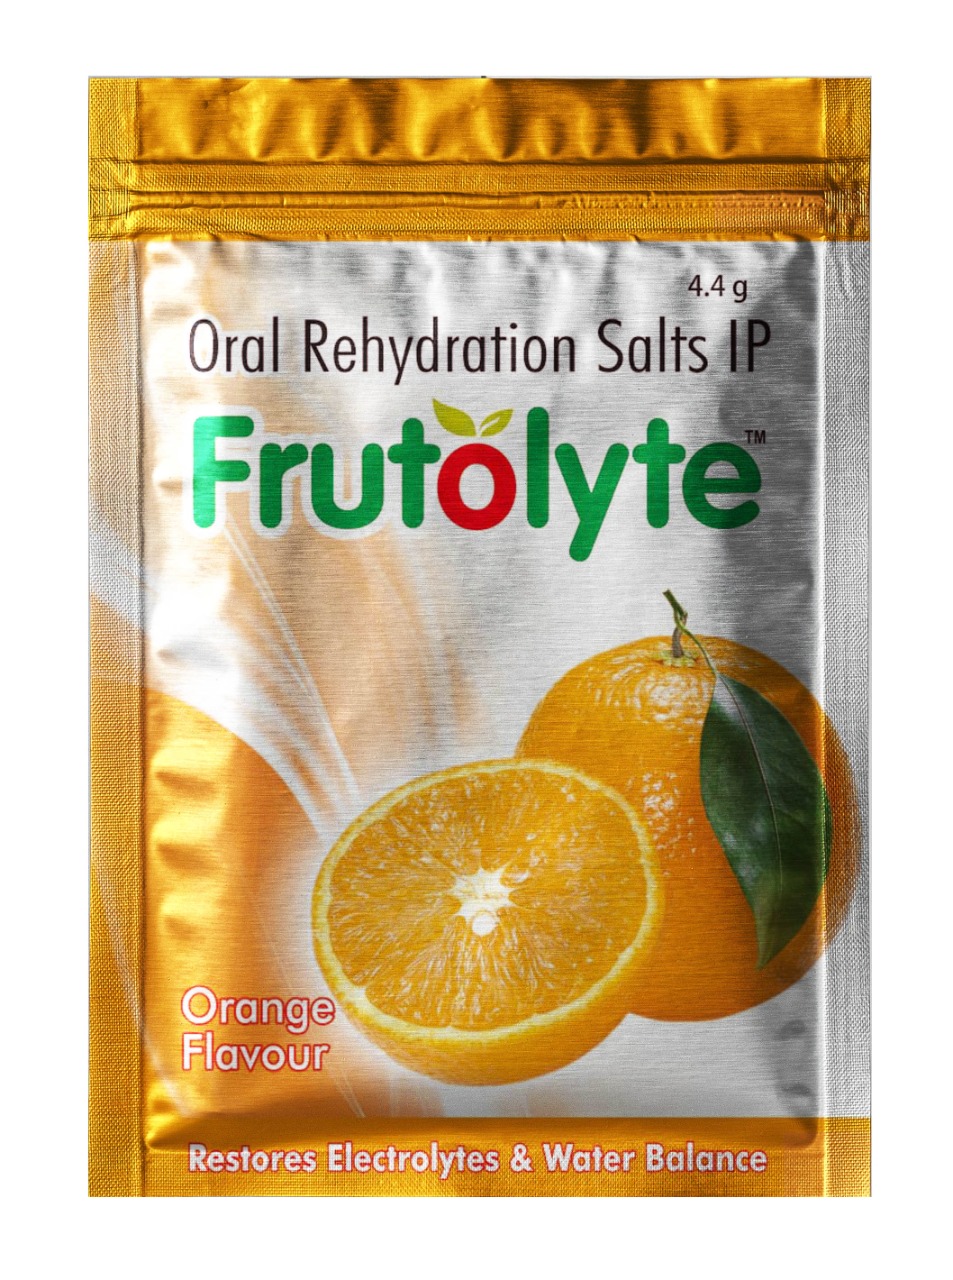 4.4 g
Oral Rehydration Salts IP
Frutolyte™
Orange
Flavour
Restores Electrolytes & Water Balance